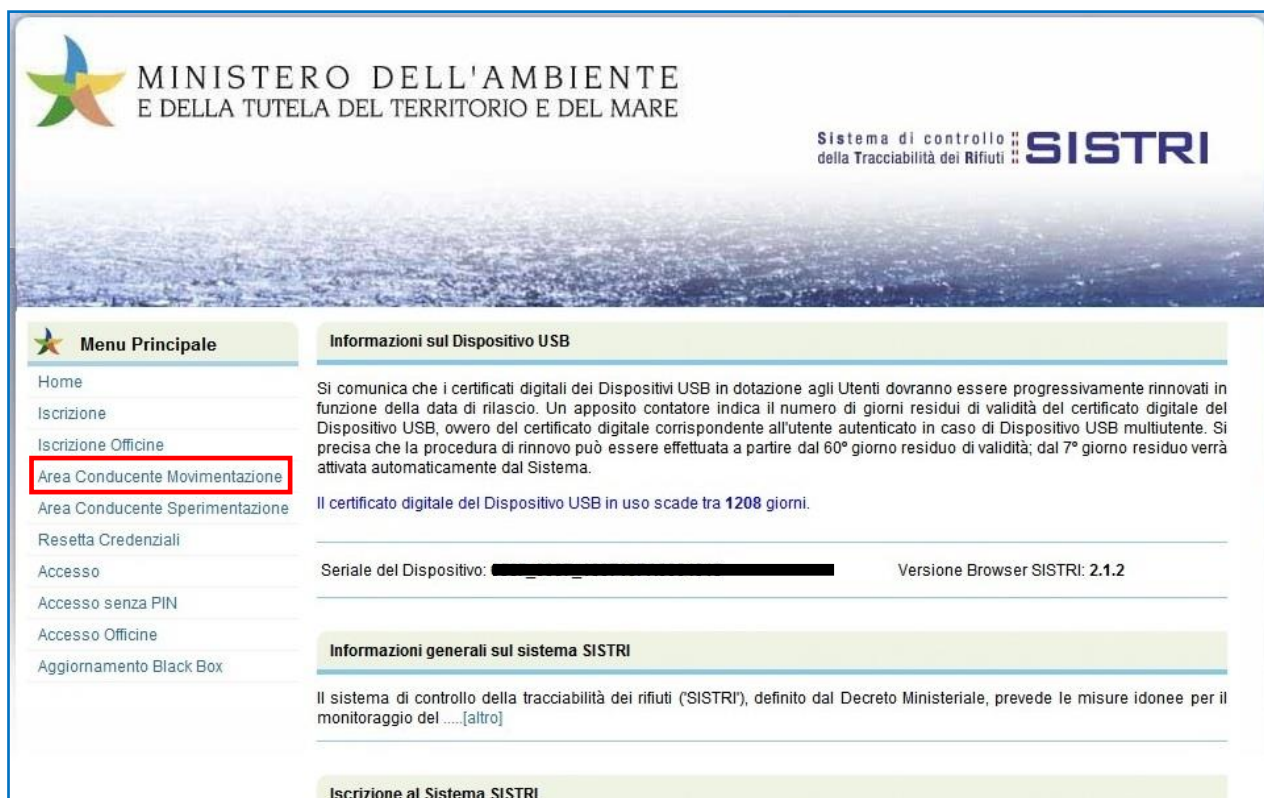 MINISTERO DELL'AMBIENTE
E DELLA TUTELA DEL TERRITORIO E DEL MARE
Sistema di controllo
della Tracciabilità dei Rifiuti
SISTRI
Menu Principale
Home
Iscrizione
Iscrizione Officine
Area Conducente Movimentazione
Area Conducente Sperimentazione
Resetta Credenziali
Accesso
Accesso senza PIN
Accesso Officine
Aggiornamento Black Box
Informazioni sul Dispositivo USB
Si comunica che i certificati digitali dei Dispositivi USB in dotazione agli Utenti dovranno essere progressivamente rinnovati in
funzione della data di rilascio. Un apposito contatore indica il numero di giorni residui di validità del certificato digitale del
Dispositivo USB, ovvero del certificato digitale corrispondente all'utente autenticato in caso di Dispositivo USB multiutente. Si
precisa che la procedura di rinnovo può essere effettuata a partire dal 60° giorno residuo di validità; dal 7° giorno residuo verrà
attivata automaticamente dal Sistema.
Il certificato digitale del Dispositivo USB in uso scade tra 1208 giorni.
Seriale del Dispositivo:
Versione Browser SISTRI: 2.1.2
Informazioni generali sul sistema SISTRI
Il sistema di controllo della tracciabilità dei rifiuti ('SISTRI'), definito dal Decreto Ministeriale, prevede le misure idonee per il
monitoraggio del .....[altro]
Iscrizione al Sistema SISTRI